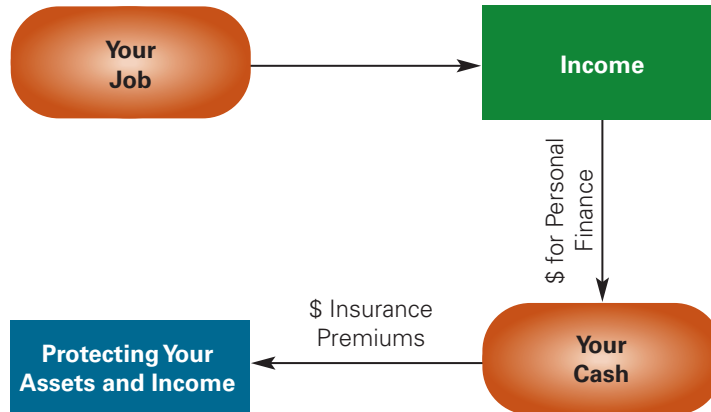 Your
Job
Income
$ for Personal
Finance
$ Insurance
Premiums
Your
Cash
Protecting Your
Assets and Income